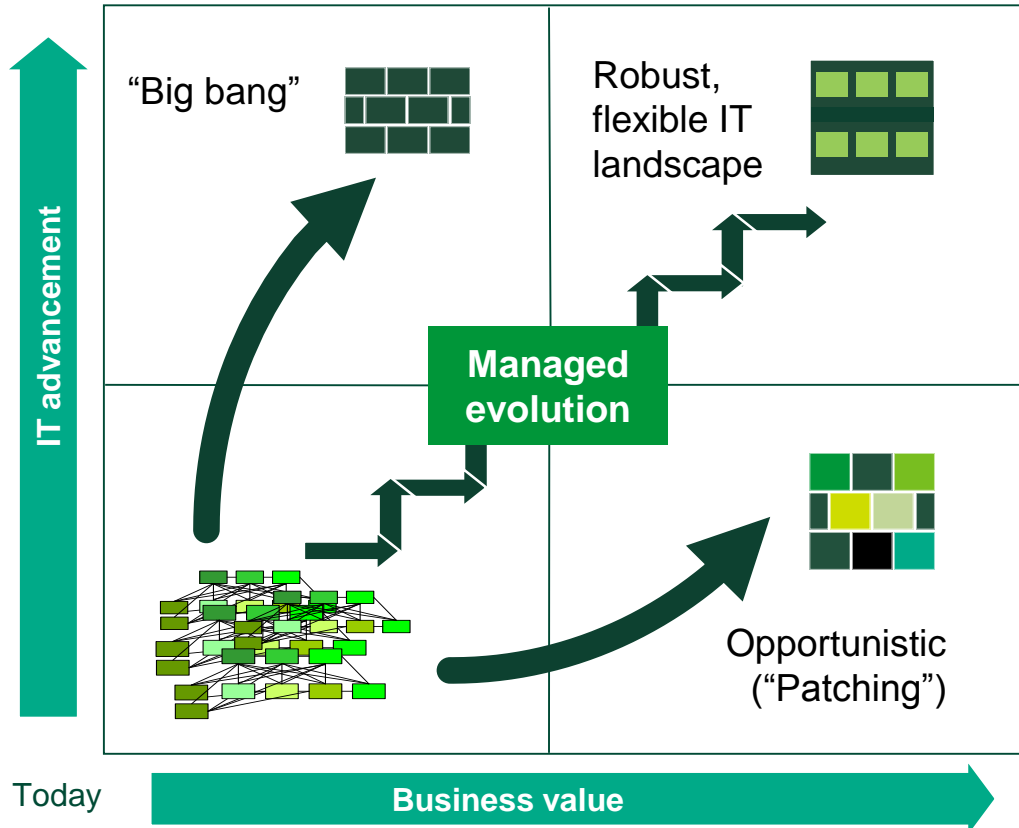 “Big bang”
Robust,
flexible IT
landscape
IT advancement
Managed
evolution
Opportunistic
(“Patching”)
Today
Business value